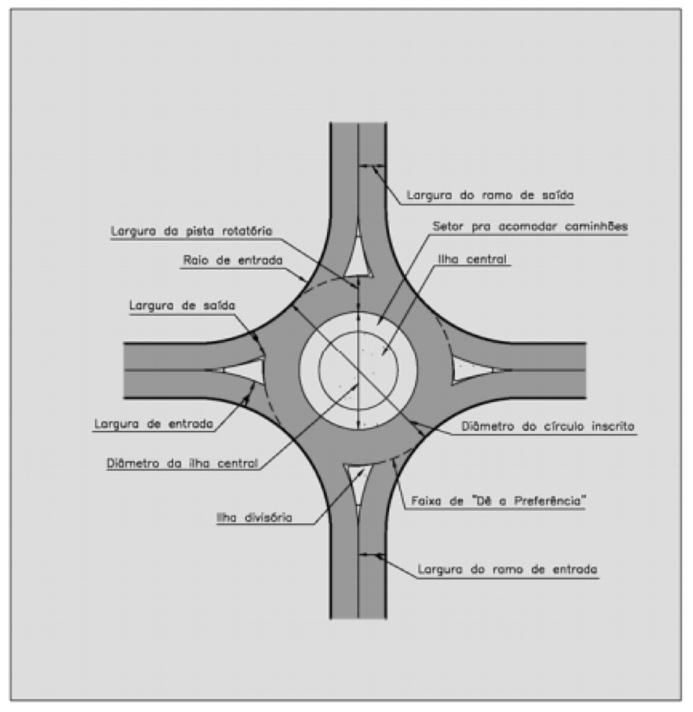 Largura do ramo de saída
Setor pra acomodar caminhões
Largura da pista rotatória
Raio de entrada
Ilha central
Largura de saída
Largura de entrada
Diâmetro do círculo inscrito
Diâmetro da ilha central
Faixa de "Dê a Preferência"
Ilha divisória
Largura do ramo de entrada